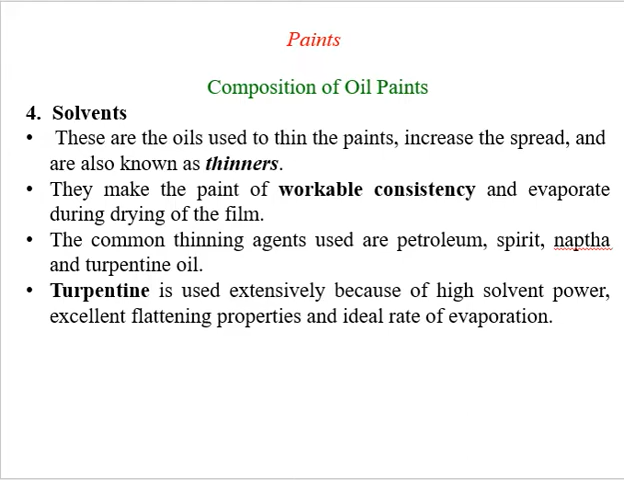 Paints
Composition of Oil Paints
4. Solvents
• These are the oils used to thin the paints, increase the spread, and
are also known as thinners.
• They make the paint of workable consistency and evaporate
during drying of the film.
• The common thinning agents used are petroleum, spirit, naptha
and turpentine oil.
• Turpentine is used extensively because of high solvent power,
excellent flattening properties and ideal rate of evaporation.